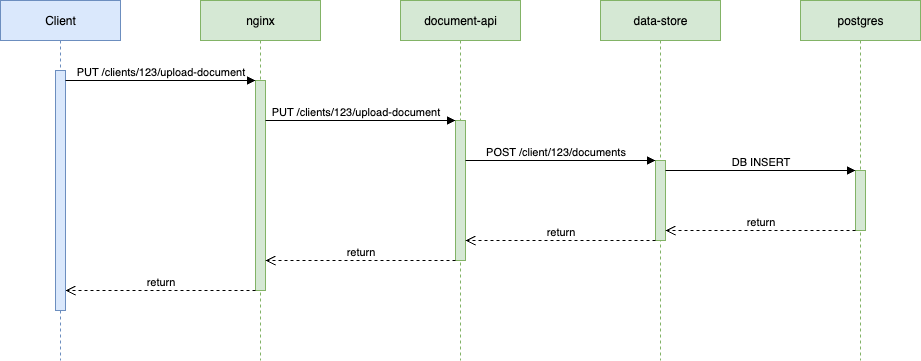 Client
nginx
document-api
data-store
postgres
PUT /clients/123/upload-document
PUT /clients/123/upload-document
POST /client/123/documents
DB INSERT
return
return
return
return